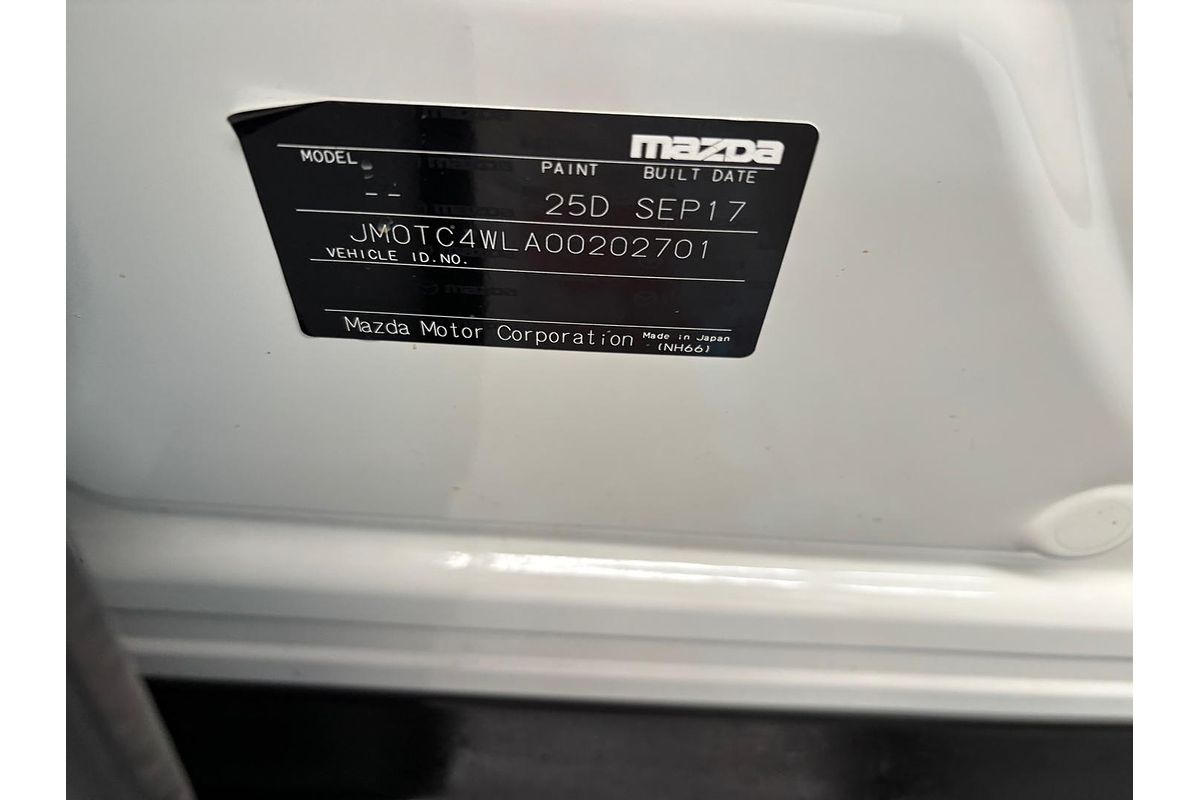 mazda
MODEL PAINT BUILT DATE
-- 25D SEP17
JM0TC4WLA00202701
VEHICLE ID.NO.
Mazda Motor Corporation Made in Japan
(NH66)